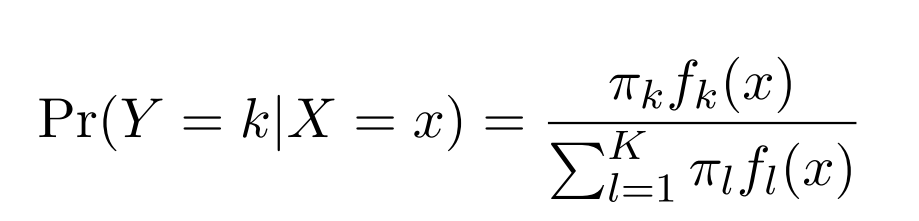 Pr(Y = k|X = x) = \frac{\pi_k f_k(x)}{\sum_{l=1}^{K} \pi_l f_l(x)}